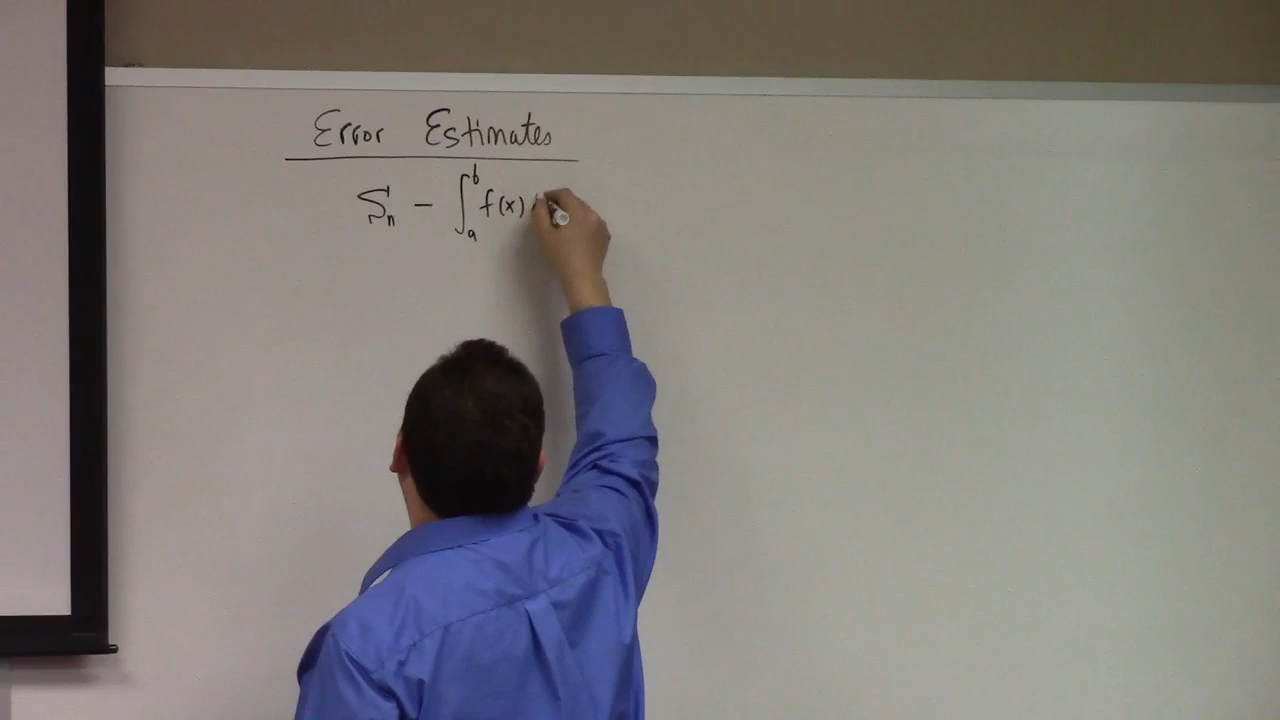 Error Estimates
Sₙ − ∫ₐᵇ f(x)